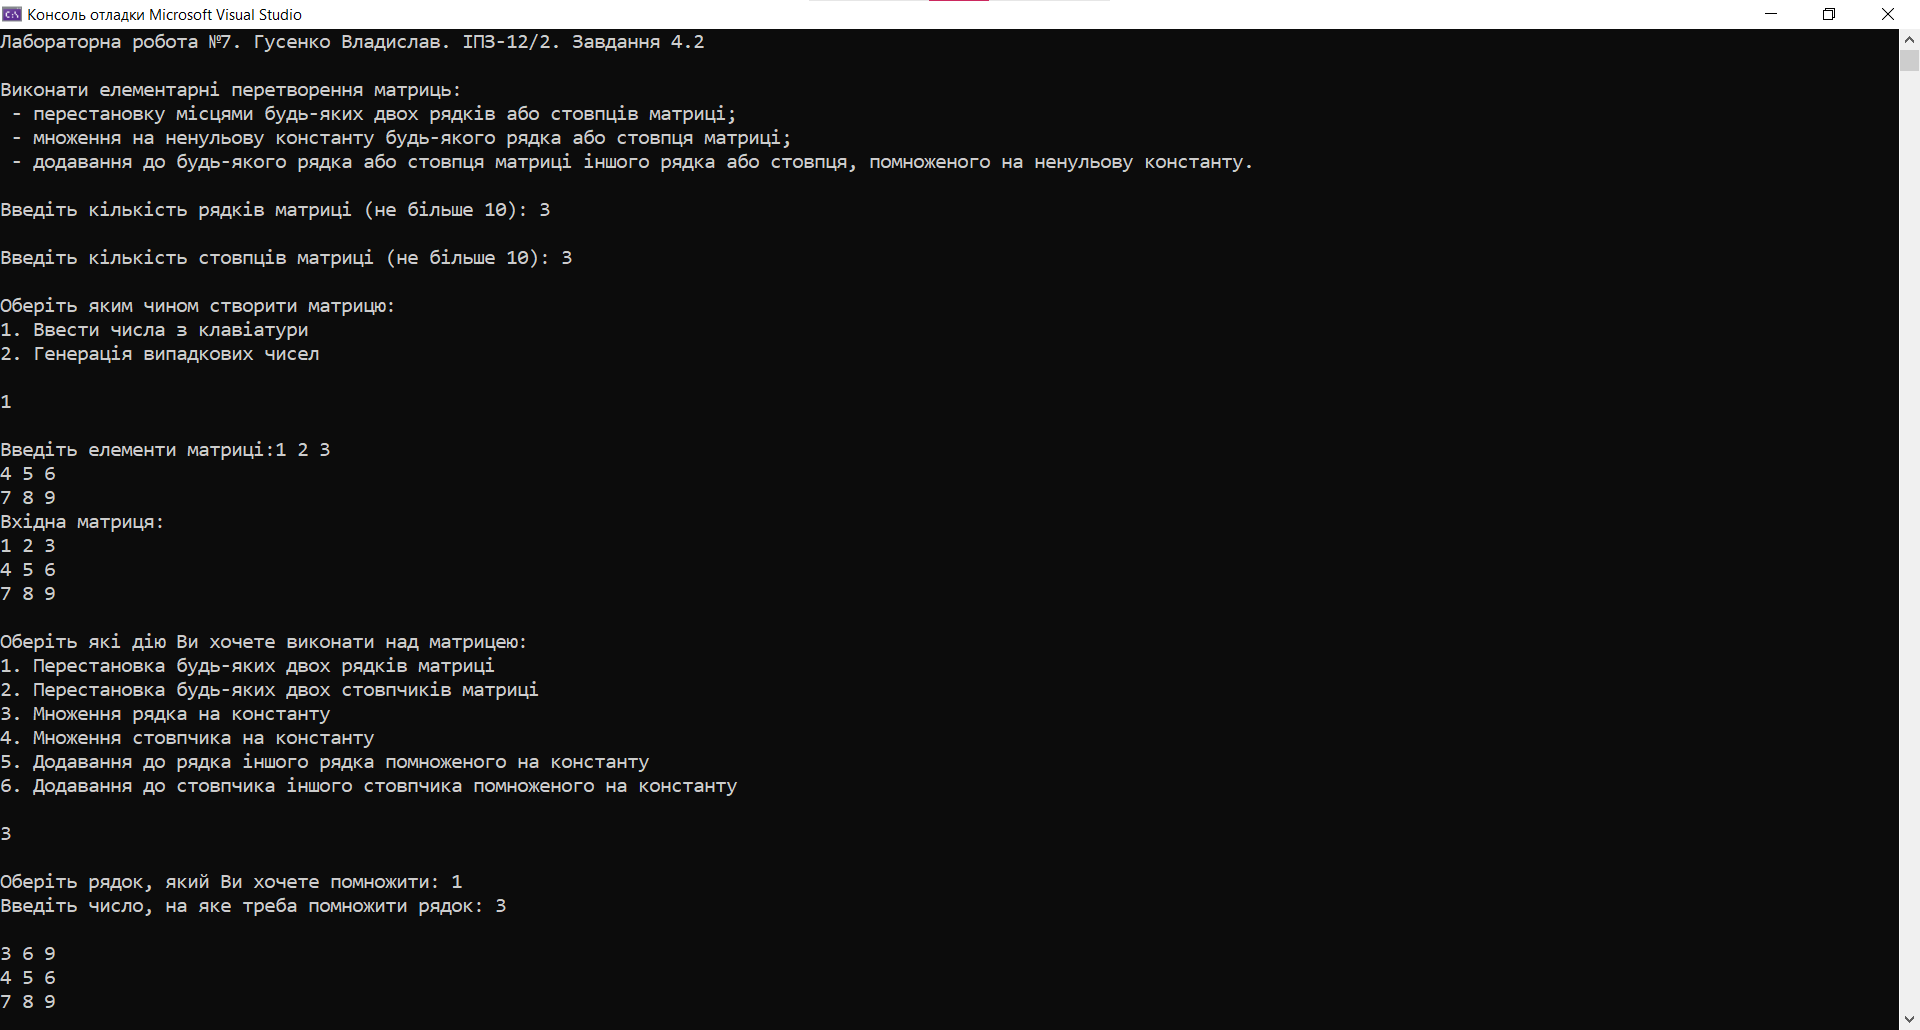 Консоль отладки Microsoft Visual Studio
Лабораторна робота №7. Гусенко Владислав. ІПЗ-12/2. Завдання 4.2
Виконати елементарні перетворення матриць:
- перестановку місцями будь-яких двох рядків або стовпців матриці;
- множення на ненульову константу будь-якого рядка або стовпця матриці;
- додавання до будь-якого рядка або стовпця матриці іншого рядка або стовпця, помноженого на ненульову константу.
Введіть кількість рядків матриці (не більше 10): 3
Введіть кількість стовпців матриці (не більше 10): 3
Оберіть яким чином створити матрицю:
1. Ввести числа з клавіатури
2. Генерація випадкових чисел
1
Введіть елементи матриці:1 2 3
4 5 6
7 8 9
Вхідна матриця:
1 2 3
4 5 6
7 8 9
Оберіть які дію Ви хочете виконати над матрицею:
1. Перестановка будь-яких двох рядків матриці
2. Перестановка будь-яких двох стовпчиків матриці
3. Множення рядка на константу
4. Множення стовпчика на константу
5. Додавання до рядка іншого рядка помноженого на константу
6. Додавання до стовпчика іншого стовпчика помноженого на константу
3
Оберіть рядок, який Ви хочете помножити: 1
Введіть число, на яке треба помножити рядок: 3
3 6 9
4 5 6
7 8 9